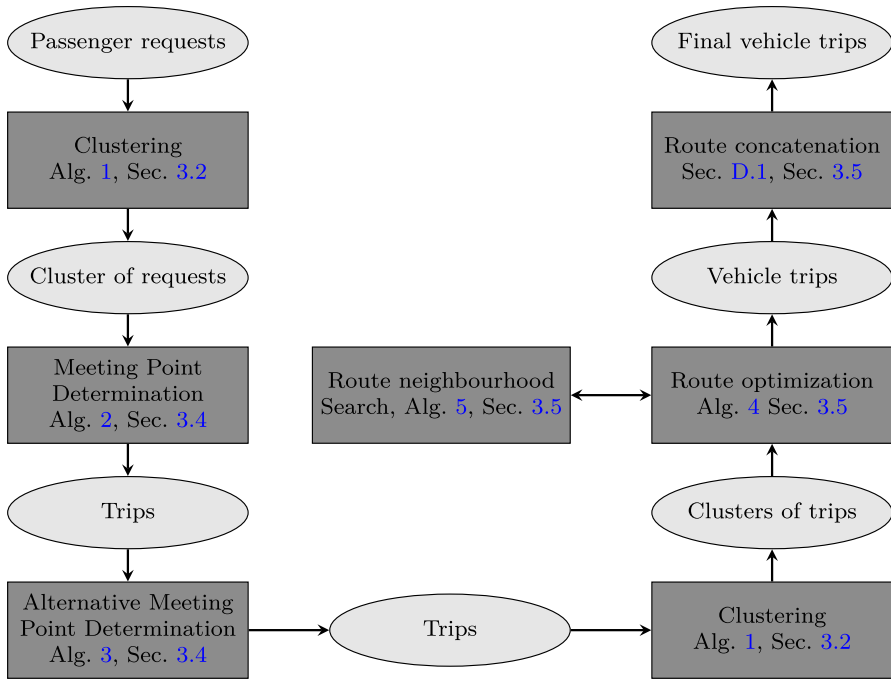 Passenger requests
Clustering
Alg. 1, Sec. 3.2
Cluster of requests
Meeting Point
Determination
Alg. 2, Sec. 3.4
Trips
Alternative Meeting
Point Determination
Alg. 3, Sec. 3.4
Trips
Clustering
Alg. 1, Sec. 3.2
Clusters of trips
Route optimization
Alg. 4 Sec. 3.5
Route neighbourhood
Search, Alg. 5, Sec. 3.5
Vehicle trips
Route concatenation
Sec. D.1, Sec. 3.5
Final vehicle trips